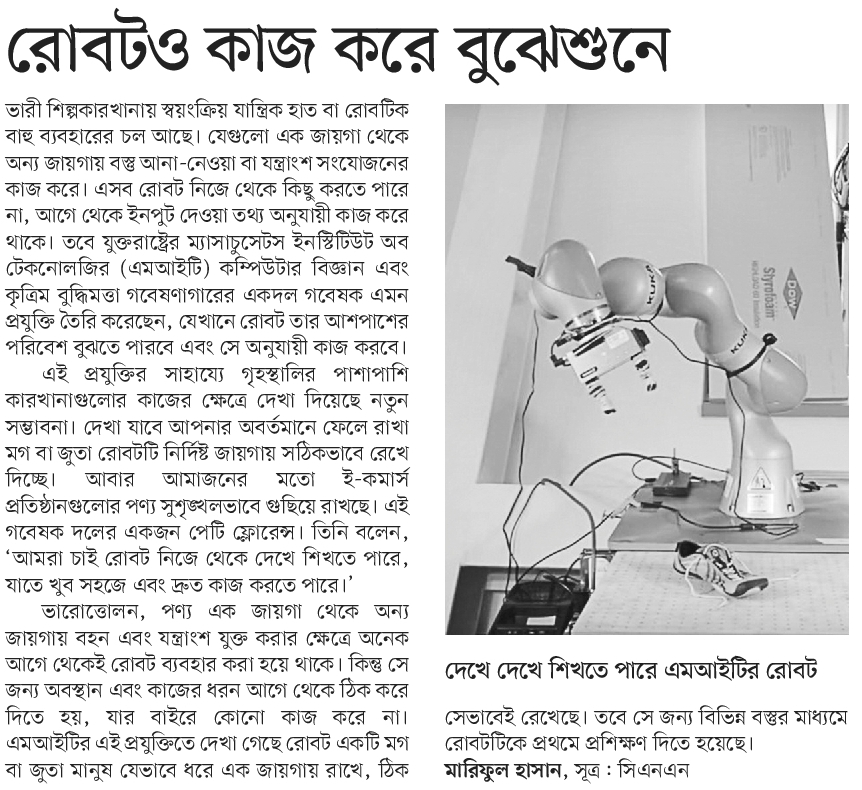 রোবটও কাজ করে বুঝেশুনে
ভারী শিল্পকারখানায় স্বয়ংক্রিয় যান্ত্রিক হাত বা রোবটিক
বাহু ব্যবহারের চল আছে। যেগুলো এক জায়গা থেকে
অন্য জায়গায় বস্তু আনা-নেওয়া বা যন্ত্রাংশ সংযোজনের
কাজ করে। এসব রোবট নিজে থেকে কিছু করতে পারে
না, আগে থেকে ইনপুট দেওয়া তথ্য অনুযায়ী কাজ করে
থাকে। তবে যুক্তরাষ্ট্রের ম্যাসাচুসেটস ইনস্টিটিউট অব
টেকনোলজির (এমআইটি) কম্পিউটার বিজ্ঞান এবং
কৃত্রিম বুদ্ধিমত্তা গবেষণাগারের একদল গবেষক এমন
প্রযুক্তি তৈরি করেছেন, যেখানে রোবট তার আশপাশের
পরিবেশ বুঝতে পারবে এবং সে অনুযায়ী কাজ করবে।
এই প্রযুক্তির সাহায্যে গৃহস্থালির পাশাপাশি
কারখানাগুলোর কাজের ক্ষেত্রে দেখা দিয়েছে নতুন
সম্ভাবনা। দেখা যাবে আপনার অবর্তমানে ফেলে রাখা
মগ বা জুতা রোবটটি নির্দিষ্ট জায়গায় সঠিকভাবে রেখে
দিচ্ছে। আবার আমাজনের মতো ই-কমার্স
প্রতিষ্ঠানগুলোর পণ্য সুশৃঙ্খলভাবে গুছিয়ে রাখছে। এই
গবেষক দলের একজন পেটি ফ্লোরেন্স। তিনি বলেন,
‘আমরা চাই রোবট নিজে থেকে দেখে শিখতে পারে,
যাতে খুব সহজে এবং দ্রুত কাজ করতে পারে।’
ভারোত্তোলন, পণ্য এক জায়গা থেকে অন্য
জায়গায় বহন এবং যন্ত্রাংশ যুক্ত করার ক্ষেত্রে অনেক
আগে থেকেই রোবট ব্যবহার করা হয়ে থাকে। কিন্তু সে
জন্য অবস্থান এবং কাজের ধরন আগে থেকে ঠিক করে
দিতে হয়, যার বাইরে কোনো কাজ করে না।
এমআইটির এই প্রযুক্তিতে দেখা গেছে রোবট একটি মগ
বা জুতা মানুষ যেভাবে ধরে এক জায়গায় রাখে, ঠিক
KUKA
KUKA
Styrofoam
DOW
দেখে দেখে শিখতে পারে এমআইটির রোবট
সেভাবেই রেখেছে। তবে সে জন্য বিভিন্ন বস্তুর মাধ্যমে
রোবটটিকে প্রথমে প্রশিক্ষণ দিতে হয়েছে।
মারিফুল হাসান, সূত্র : সিএনএন